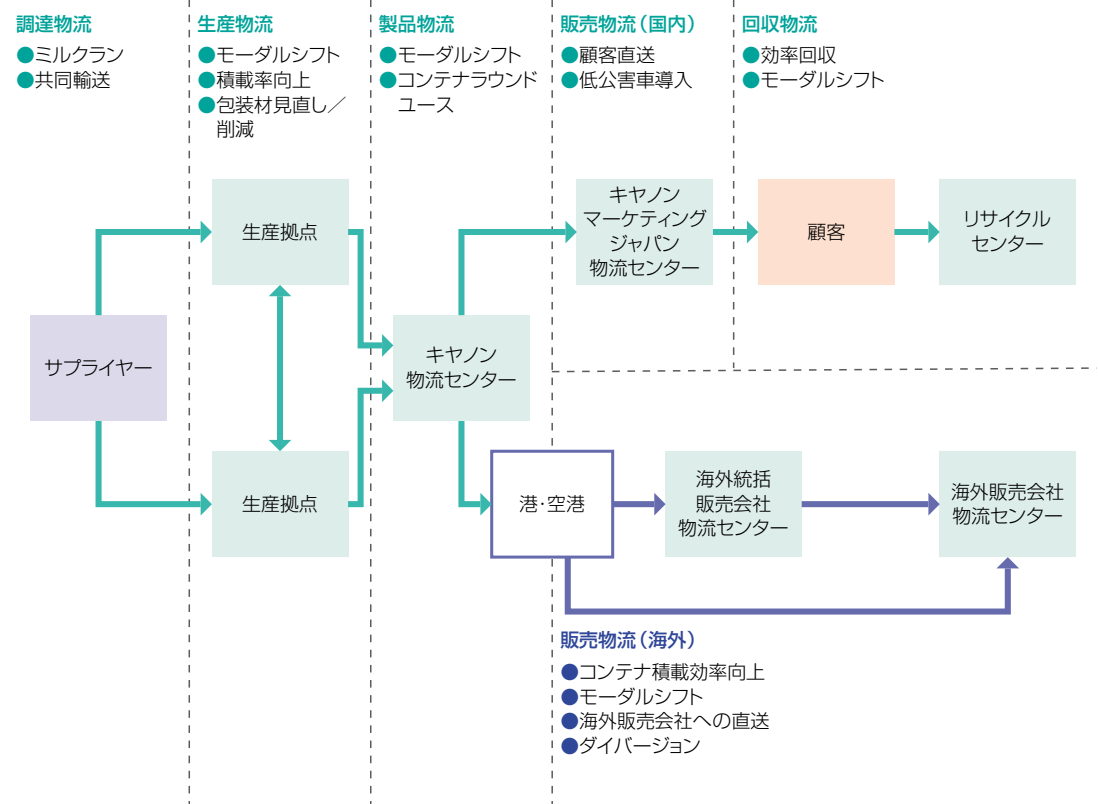 調達物流
●ミルクラン
●共同輸送
生産物流
●モーダルシフト
●積載率向上
●包装材見直し／
削減
製品物流
●モーダルシフト
●コンテナラウンド
ユース
販売物流（国内）
●顧客直送
●低公害車導入
回収物流
●効率回収
●モーダルシフト
サプライヤー
生産拠点
生産拠点
キヤノン
物流センター
キヤノン
マーケティング
ジャパン
物流センター
顧客
リサイクル
センター
港・空港
海外統括
販売会社
物流センター
海外販売会社
物流センター
販売物流（海外）
●コンテナ積載効率向上
●モーダルシフト
●海外販売会社への直送
●ダイバージョン